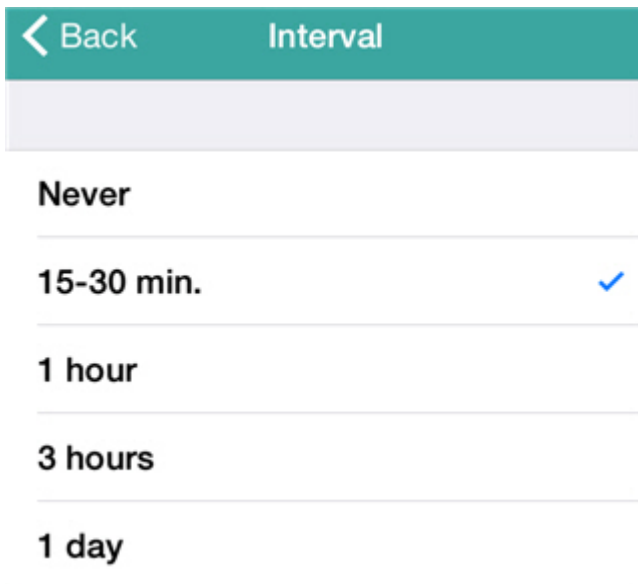 Back
Interval
Never
15-30 min.
1 hour
3 hours
1 day